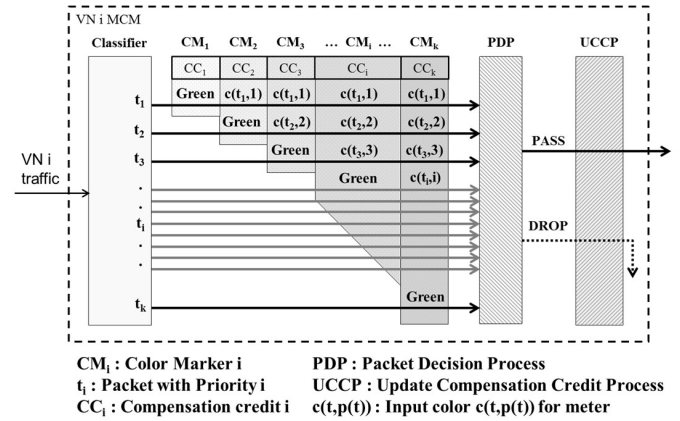 VN i MCM
Classifier CM1 CM2 CM3 ... CMi ... CMk PDP UCCP
CC1 CC2 CC3 CCi CCk
t1 Green c(t1,1) c(t1,1) c(t1,1) c(t1,1)
t2 Green c(t2,2) c(t2,2) c(t2,2)
t3 Green c(t3,3) c(t3,3)
PASS
VN i
traffic
. Green c(ti,i)
.
ti
DROP
.
.
Green
tk
CMi : Color Marker i PDP : Packet Decision Process
ti : Packet with Priority i UCCP : Update Compensation Credit Process
CCi : Compensation credit i c(t,p(t)) : Input color c(t,p(t)) for meter